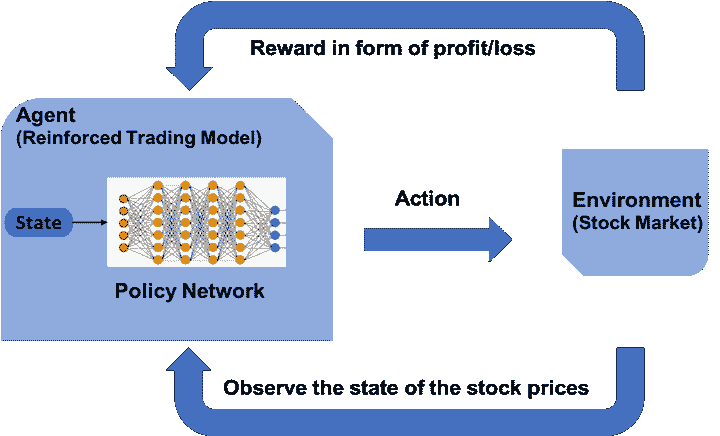 Reward in form of profit/loss
Agent
(Reinforced Trading Model)
State
Policy Network
Action
Environment
(Stock Market)
Observe the state of the stock prices